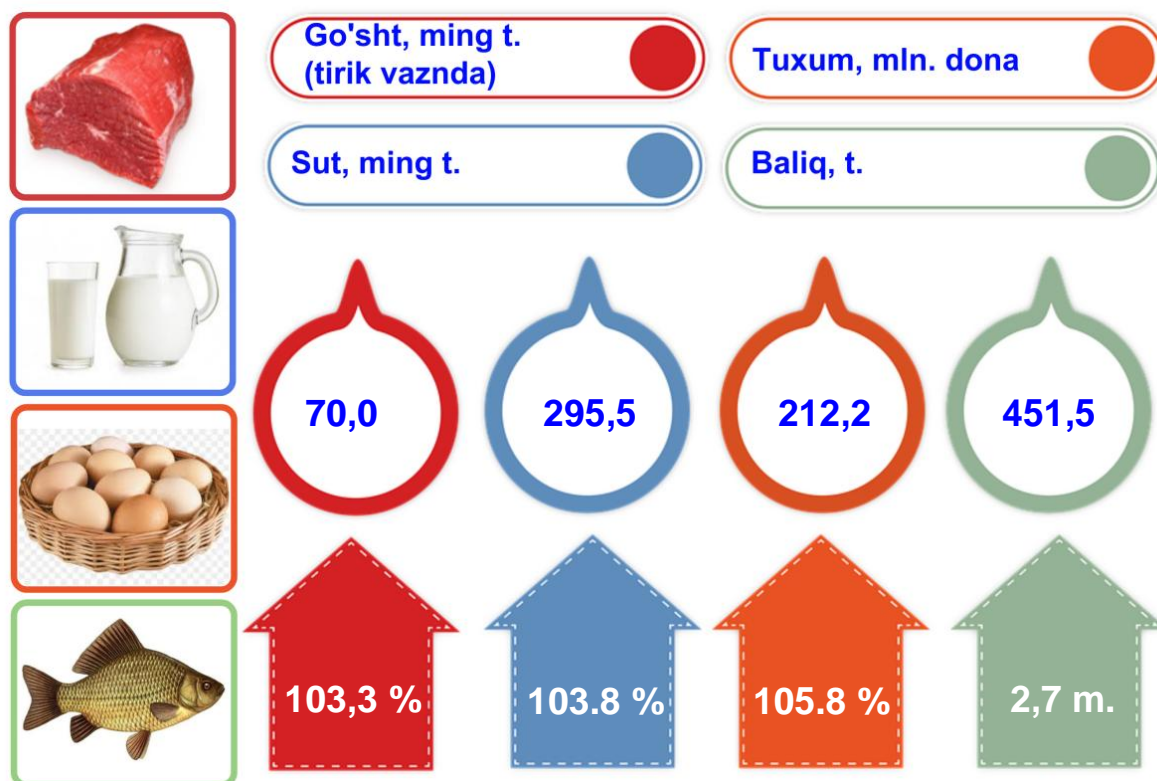 Go'sht, ming t.
(tirik vaznda)
Tuxum, mln. dona
Sut, ming t.
Baliq, t.
70,0
295,5
212,2
451,5
103,3 %
103.8 %
105.8 %
2,7 m.